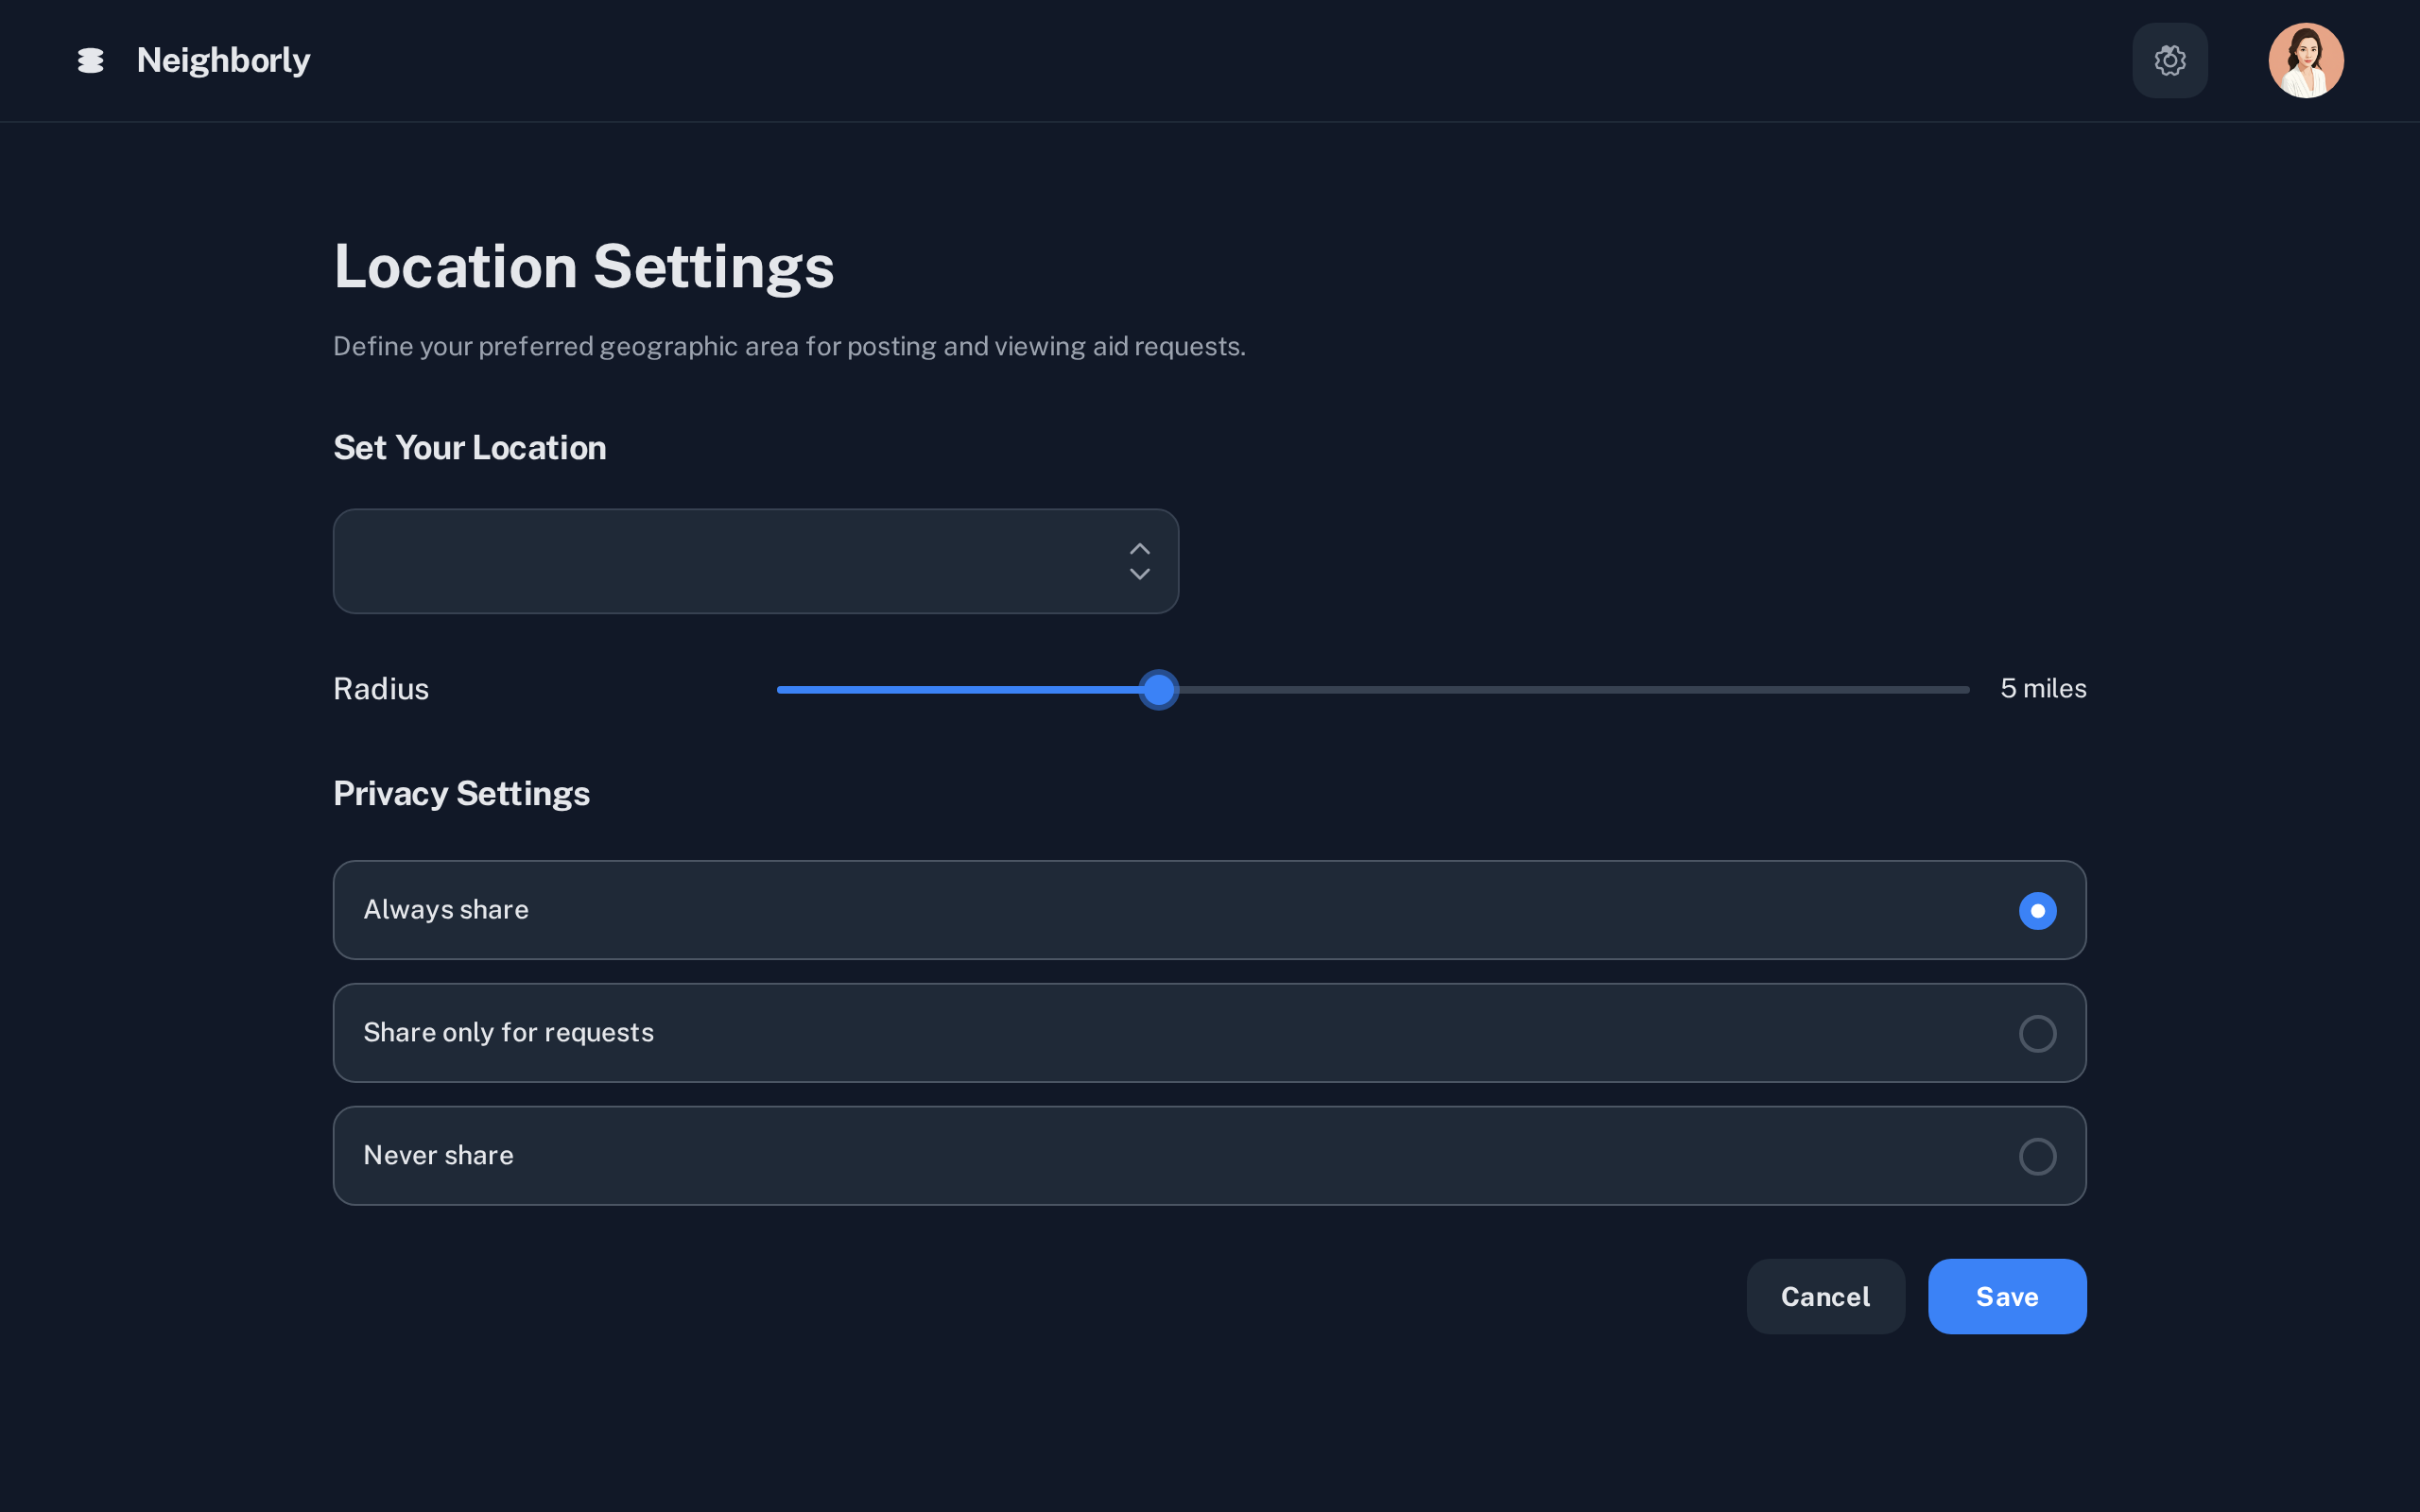 Neighborly
Location Settings
Define your preferred geographic area for posting and viewing aid requests.
Set Your Location
Radius
5 miles
Privacy Settings
Always share
Share only for requests
Never share
Cancel
Save